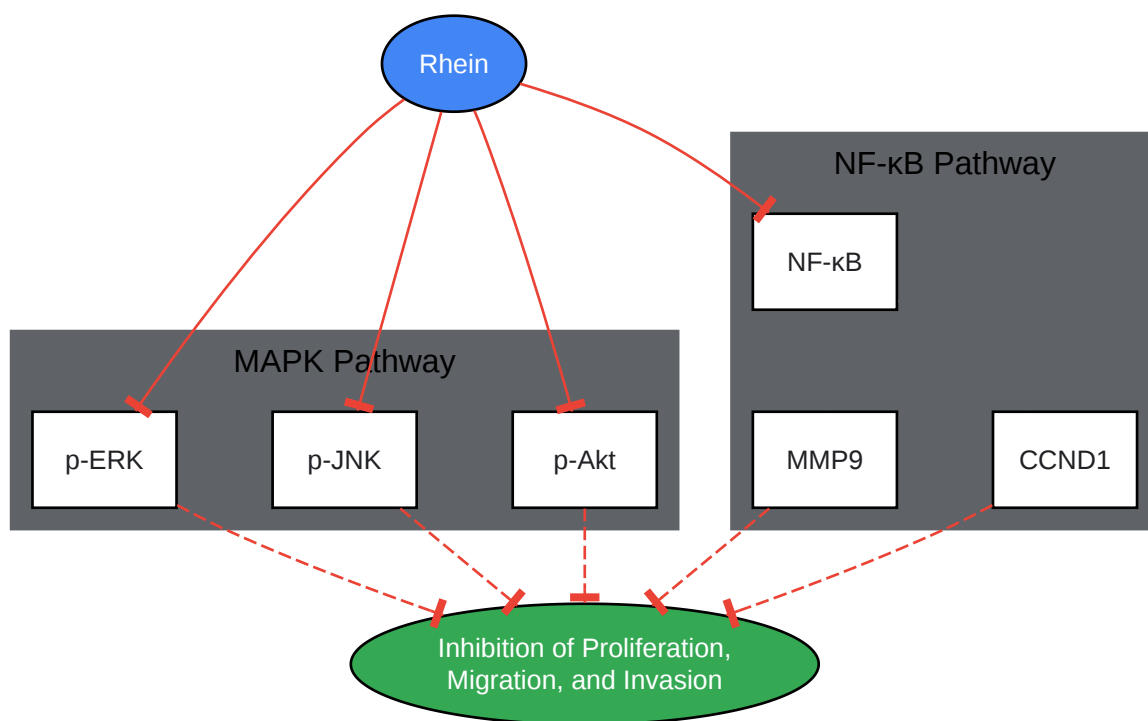 Rhein
NF-κB Pathway
NF-κB
MAPK Pathway
p-ERK
p-JNK
p-Akt
MMP9
CCND1
Inhibition of Proliferation,
Migration, and Invasion